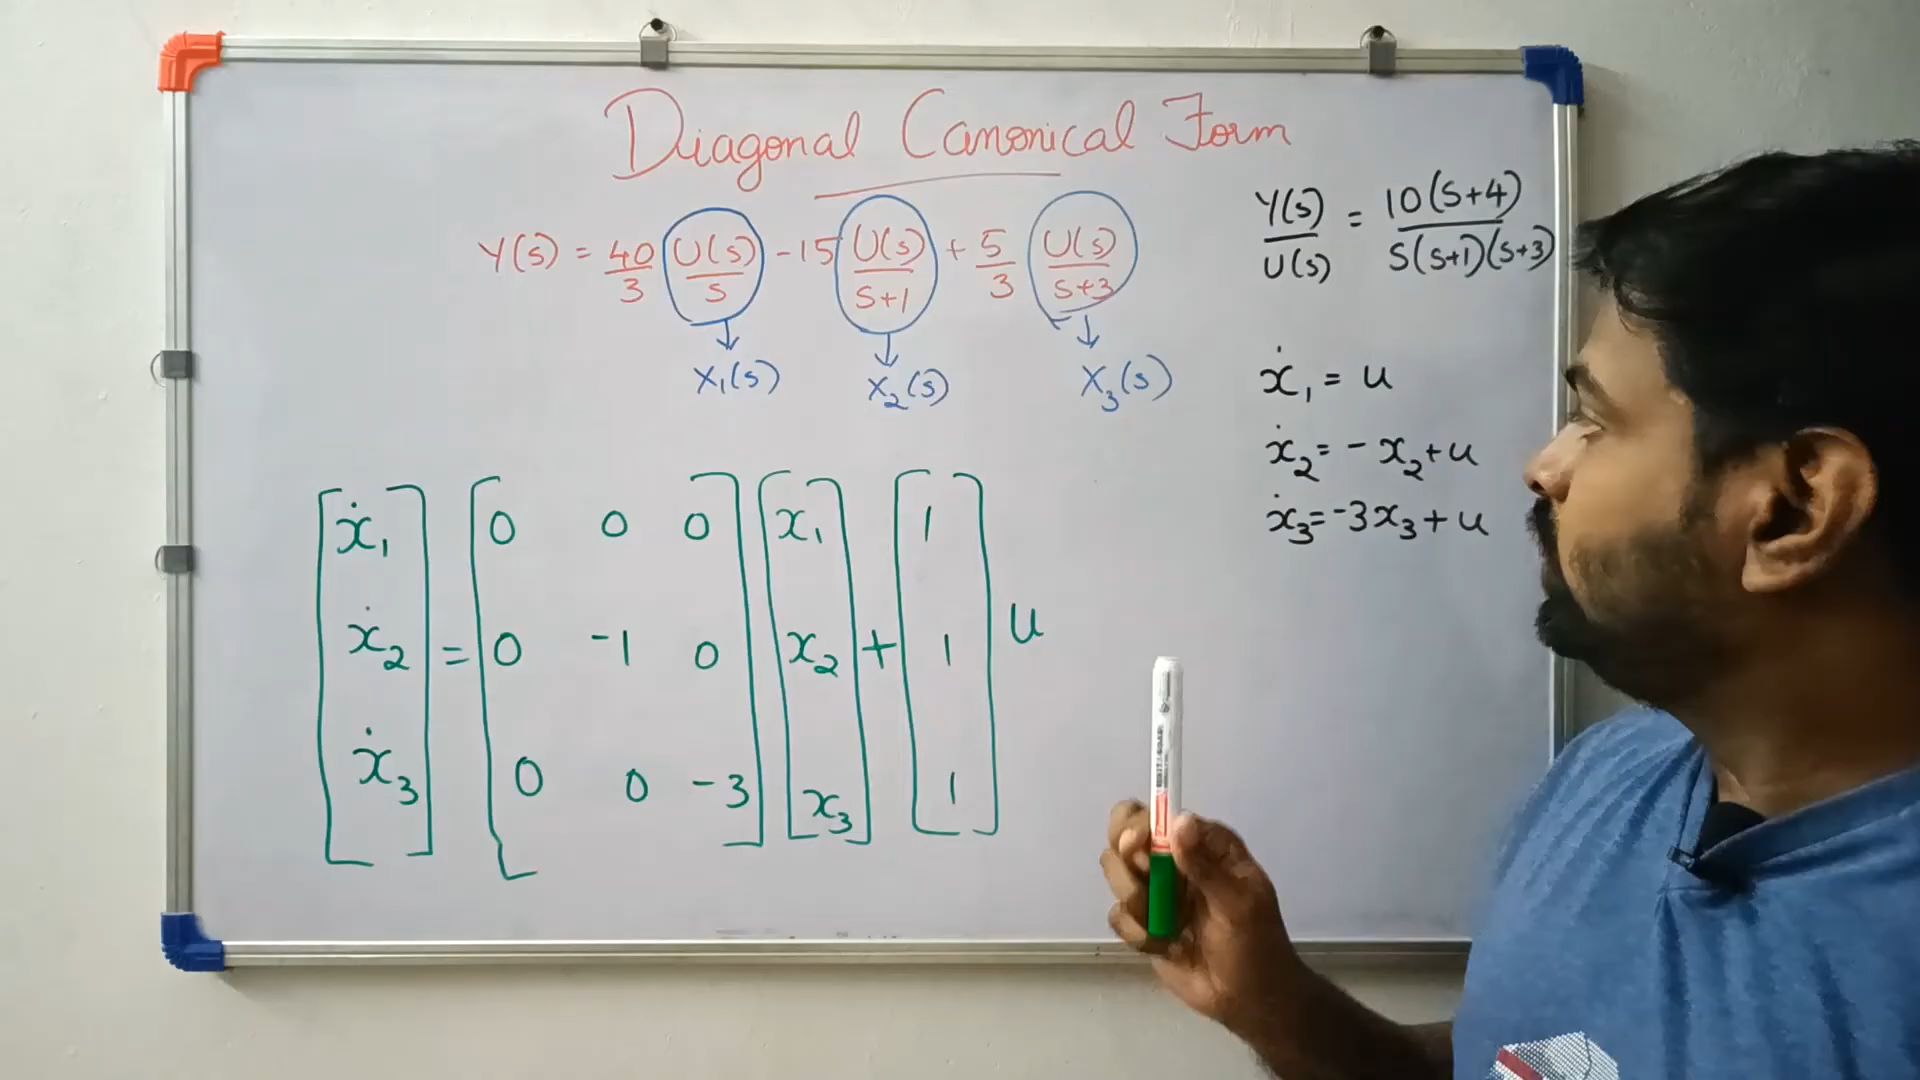 Diagonal Canonical Form
Y(s) = 40/3 U(s)/s - 15 U(s)/s+1 + 5/3 U(s)/s+3
X₁(s) X₂(s) X₃(s)
Y(s)/U(s) = 10(s+4)/s(s+1)(s+3)
ẋ₁ = u
ẋ₂ = - x₂ + u
ẋ₃ = -3x₃ + u
[ẋ₁ [0 0 0 [x₁ [1
ẋ₂ = 0 -1 0 x₂ + 1 u
ẋ₃] 0 0 -3] x₃] 1]